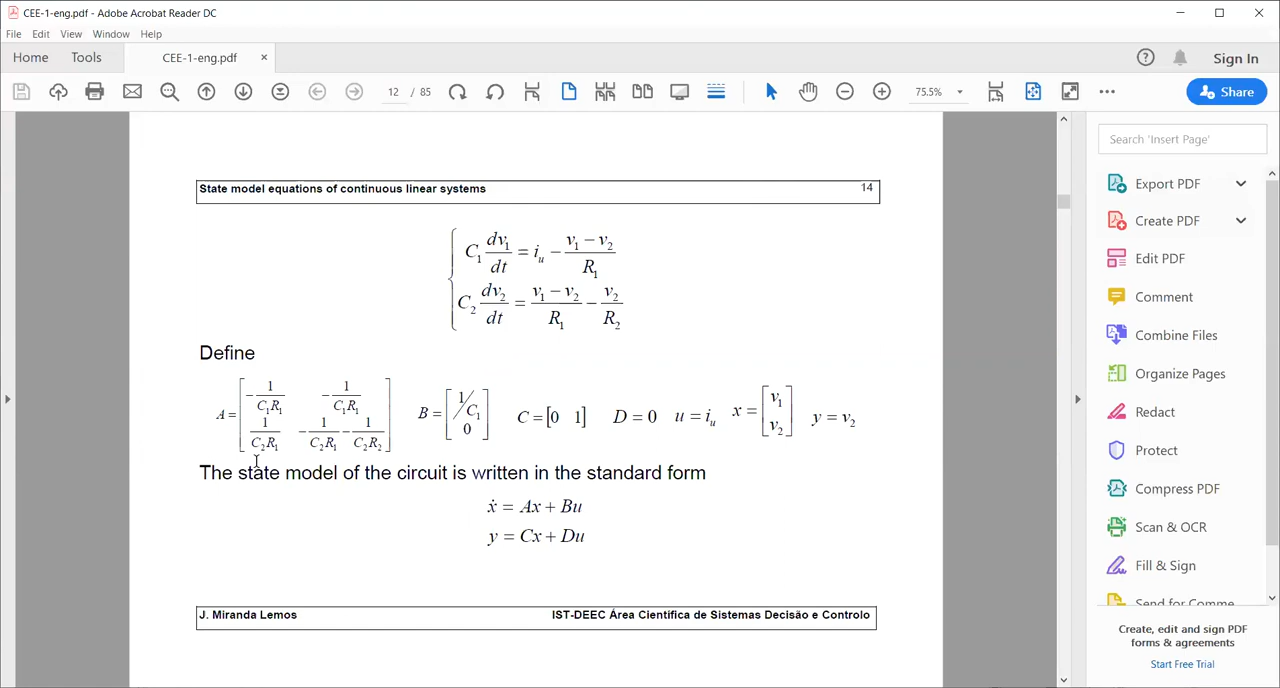 CEE-1-eng.pdf - Adobe Acrobat Reader DC
File Edit View Window Help
Home Tools CEE-1-eng.pdf × Sign In
12 / 85 75.5% Share
Search 'Insert Page'
Export PDF
Create PDF
Edit PDF
Comment
Combine Files
Organize Pages
Redact
Protect
Compress PDF
Scan & OCR
Fill & Sign
Send for Comme
Create, edit and sign PDF
forms & agreements
Start Free Trial
State model equations of continuous linear systems 14
C₁ dv₁/dt = iᵤ − (v₁ − v₂)/R₁
C₂ dv₂/dt = (v₁ − v₂)/R₁ − v₂/R₂
Define
A = [−1/(C₁R₁) −1/(C₁R₁); 1/(C₂R₁) −1/(C₂R₁) − 1/(C₂R₂)] B = [1/C₁; 0] C = [0 1] D = 0 u = iᵤ x = [v₁; v₂] y = v₂
The state model of the circuit is written in the standard form
ẋ = Ax + Bu
y = Cx + Du
J. Miranda Lemos IST-DEEC Área Científica de Sistemas Decisão e Controlo